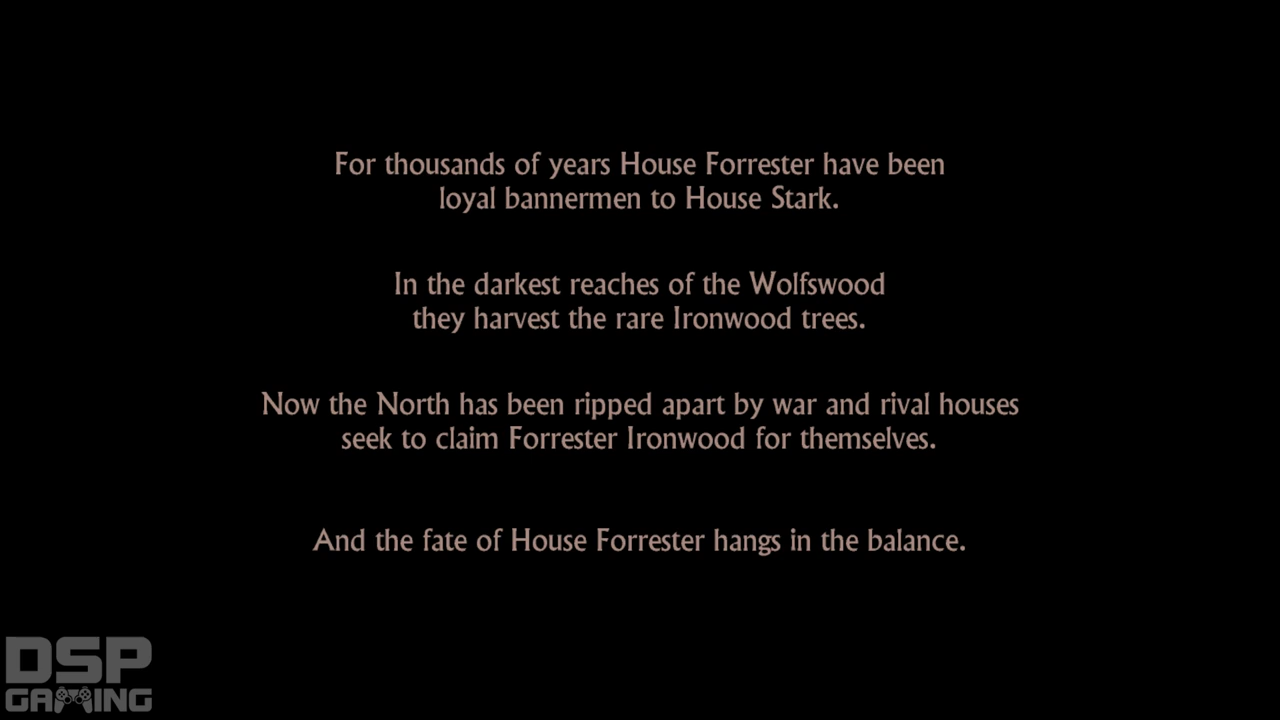 For thousands of years House Forrester have been
loyal bannermen to House Stark.
In the darkest reaches of the Wolfswood
they harvest the rare Ironwood trees.
Now the North has been ripped apart by war and rival houses
seek to claim Forrester Ironwood for themselves.
And the fate of House Forrester hangs in the balance.
DSP
GAMING